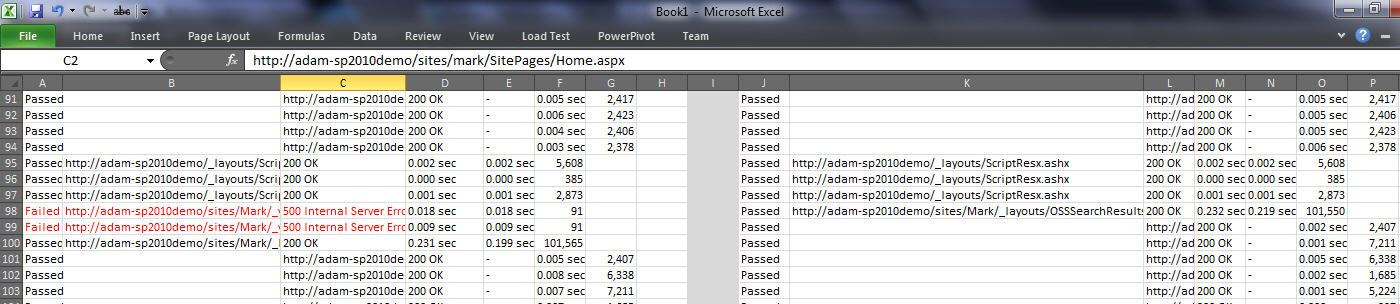 Book1 - Microsoft Excel
File Home Insert Page Layout Formulas Data Review View Load Test PowerPivot Team
C2 fx http://adam-sp2010demo/sites/mark/SitePages/Home.aspx
A B C D E F G H I J K L M N O P
91 Passed http://adam-sp2010de 200 OK - 0.005 sec 2,417 Passed http://ad 200 OK - 0.005 sec 2,417
92 Passed http://adam-sp2010de 200 OK - 0.006 sec 2,423 Passed http://ad 200 OK - 0.005 sec 2,406
93 Passed http://adam-sp2010de 200 OK - 0.004 sec 2,406 Passed http://ad 200 OK - 0.005 sec 2,423
94 Passed http://adam-sp2010de 200 OK - 0.003 sec 2,378 Passed http://ad 200 OK - 0.006 sec 2,378
95 Passed http://adam-sp2010demo/_layouts/Scri 200 OK 0.002 sec 0.002 sec 5,608 Passed http://adam-sp2010demo/_layouts/ScriptResx.ashx 200 OK 0.002 sec 0.002 sec 5,608
96 Passed http://adam-sp2010demo/_layouts/Scri 200 OK 0.000 sec 0.000 sec 385 Passed http://adam-sp2010demo/_layouts/ScriptResx.ashx 200 OK 0.000 sec 0.000 sec 385
97 Passed http://adam-sp2010demo/_layouts/Scri 200 OK 0.001 sec 0.001 sec 2,873 Passed http://adam-sp2010demo/_layouts/ScriptResx.ashx 200 OK 0.001 sec 0.001 sec 2,873
98 Failed http://adam-sp2010demo/sites/Mark/_v 500 Internal Server Erro 0.018 sec 0.018 sec 91 Passed http://adam-sp2010demo/sites/Mark/_layouts/OSSSearchResults 200 OK 0.232 sec 0.219 sec 101,550
99 Failed http://adam-sp2010demo/sites/Mark/_v 500 Internal Server Erro 0.009 sec 0.009 sec 91 Passed http://ad 200 OK - 0.002 sec 2,407
100 Passed http://adam-sp2010demo/sites/Mark/_ 200 OK 0.231 sec 0.199 sec 101,565 Passed http://ad 200 OK - 0.001 sec 7,211
101 Passed http://adam-sp2010de 200 OK - 0.005 sec 2,407 Passed http://ad 200 OK - 0.005 sec 6,338
102 Passed http://adam-sp2010de 200 OK - 0.008 sec 6,338 Passed http://ad 200 OK - 0.002 sec 1,685
103 Passed http://adam-sp2010de 200 OK - 0.007 sec 7,211 Passed http://ad 200 OK - 0.001 sec 5,224